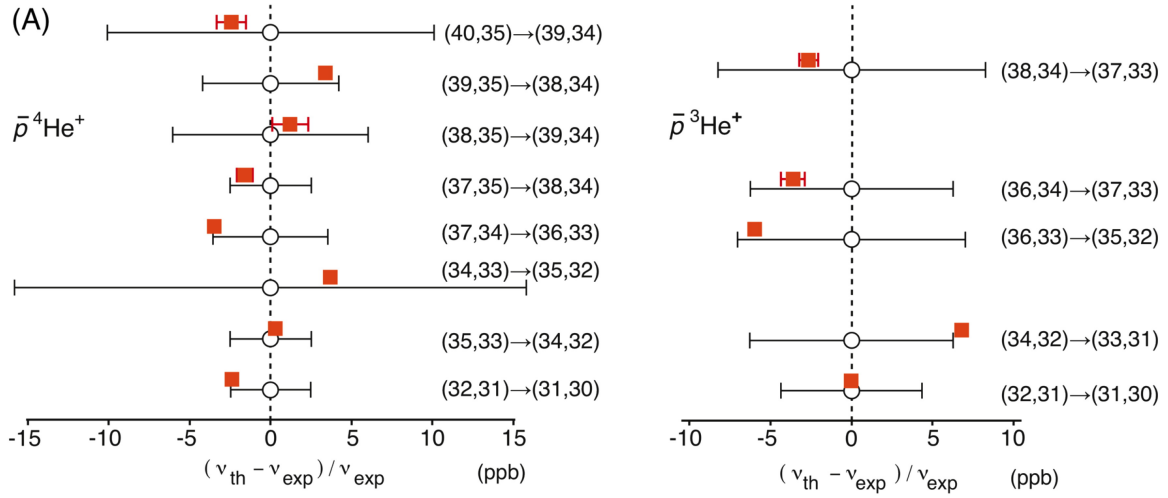 (A)
p̄ ⁴He⁺
(40,35)→(39,34)
(39,35)→(38,34)
(38,35)→(39,34)
(37,35)→(38,34)
(37,34)→(36,33)
(34,33)→(35,32)
(35,33)→(34,32)
(32,31)→(31,30)
-15 -10 -5 0 5 10 15
(ν_th − ν_exp) / ν_exp (ppb)
p̄ ³He⁺
(38,34)→(37,33)
(36,34)→(37,33)
(36,33)→(35,32)
(34,32)→(33,31)
(32,31)→(31,30)
-10 -5 0 5 10
(ν_th − ν_exp) / ν_exp (ppb)